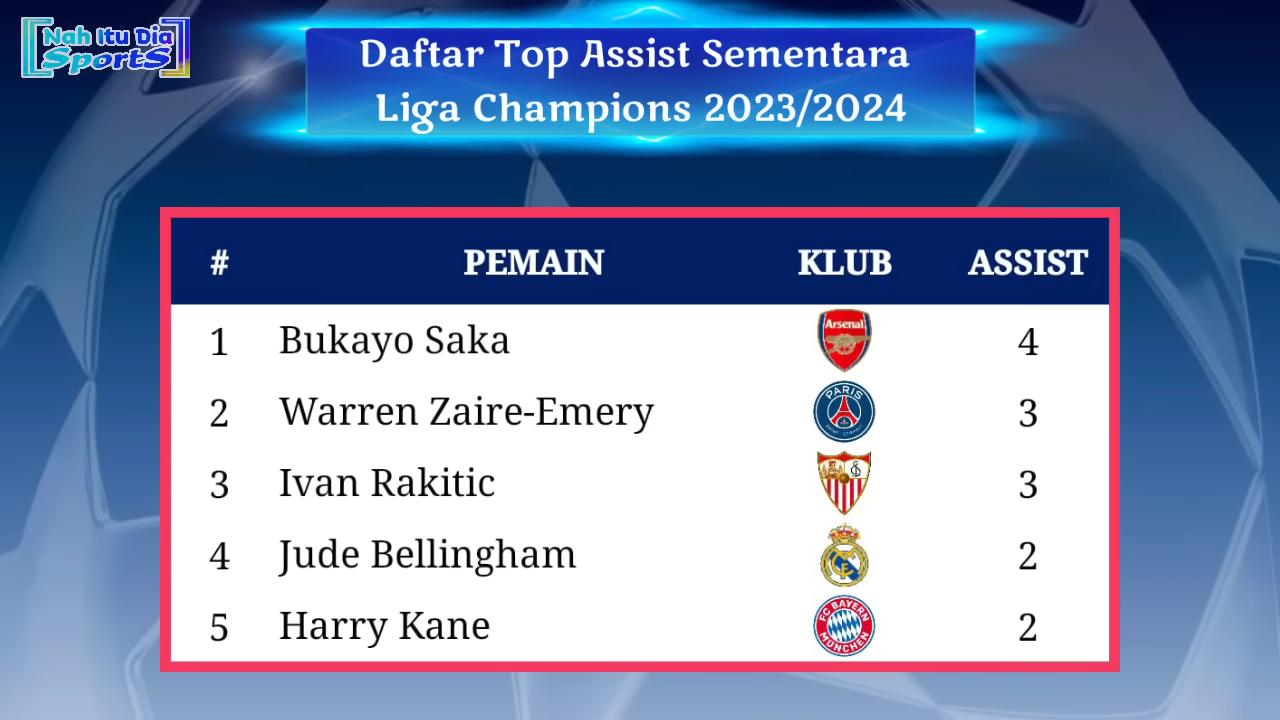 Nah Itu Dia
Sports
Daftar Top Assist Sementara
Liga Champions 2023/2024
# PEMAIN KLUB ASSIST
1 Bukayo Saka Arsenal 4
2 Warren Zaire-Emery PARIS 3
3 Ivan Rakitic 3
4 Jude Bellingham 2
5 Harry Kane FC BAYERN MÜNCHEN 2